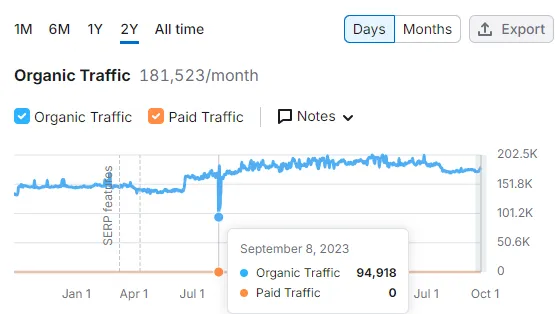 1M 6M 1Y 2Y All time Days Months Export
Organic Traffic 181,523/month
Organic Traffic Paid Traffic Notes
202.5K
151.8K
101.2K
50.6K
0
SERP features
September 8, 2023
Organic Traffic 94,918
Paid Traffic 0
Jan 1 Apr 1 Jul 1 Jul 1 Oct 1